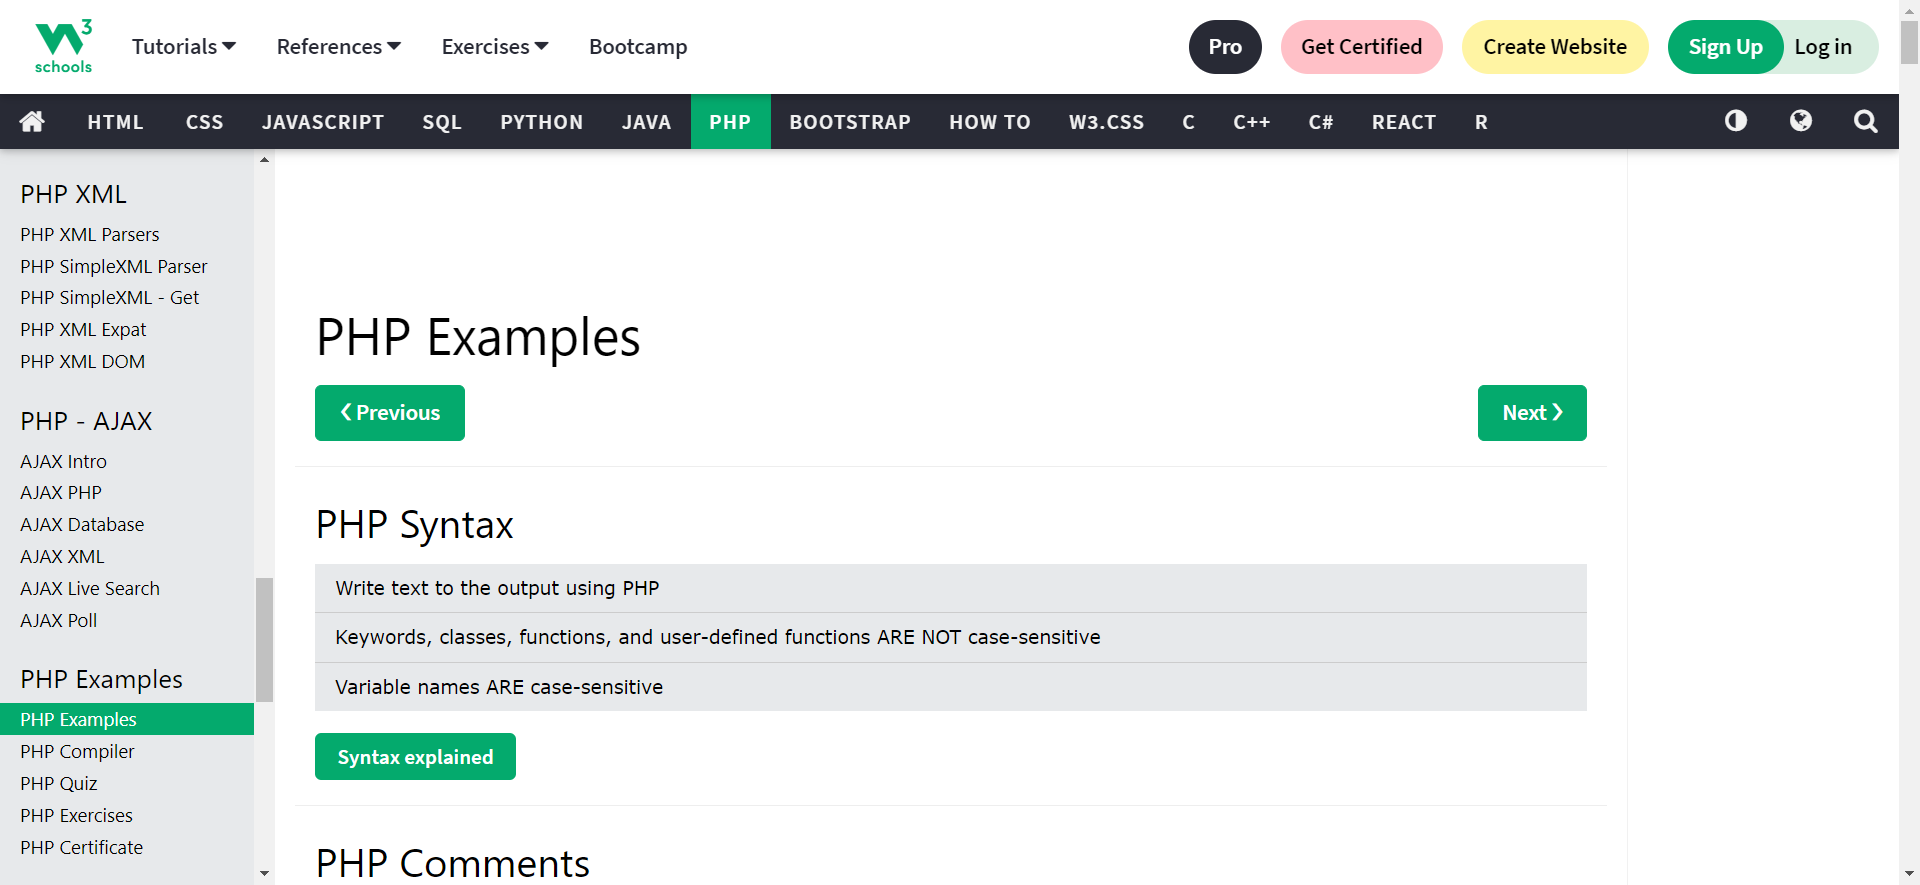 3
schools
Tutorials References Exercises Bootcamp
Pro Get Certified Create Website Sign Up Log in
HTML CSS JAVASCRIPT SQL PYTHON JAVA PHP BOOTSTRAP HOW TO W3.CSS C C++ C# REACT R
PHP XML
PHP XML Parsers
PHP SimpleXML Parser
PHP SimpleXML - Get
PHP XML Expat
PHP XML DOM
PHP - AJAX
AJAX Intro
AJAX PHP
AJAX Database
AJAX XML
AJAX Live Search
AJAX Poll
PHP Examples
PHP Examples
PHP Compiler
PHP Quiz
PHP Exercises
PHP Certificate
PHP Examples
❮ Previous
Next ❯
PHP Syntax
Write text to the output using PHP
Keywords, classes, functions, and user-defined functions ARE NOT case-sensitive
Variable names ARE case-sensitive
Syntax explained
PHP Comments